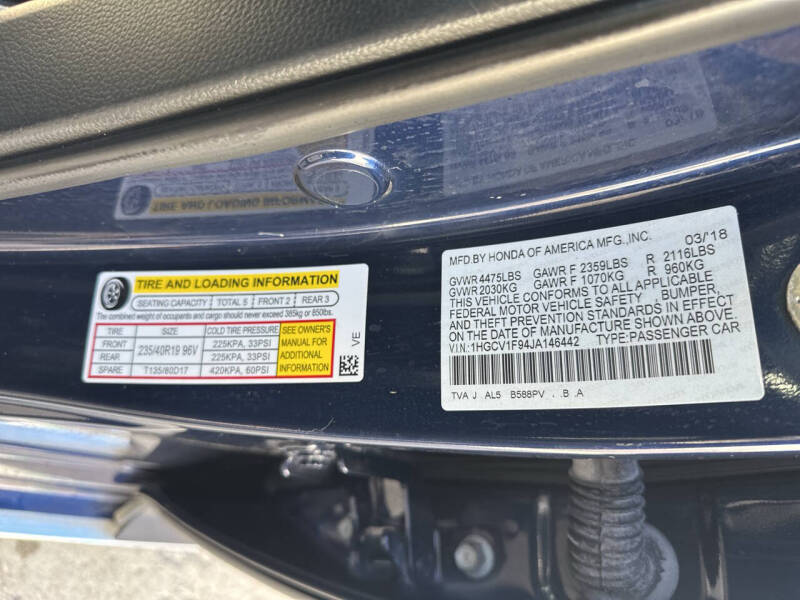 TIRE AND LOADING INFORMATION
SEATING CAPACITY TOTAL 5 FRONT 2 REAR 3
The combined weight of occupants and cargo should never exceed 385kg or 850lbs.
TIRE SIZE COLD TIRE PRESSURE SEE OWNER'S MANUAL FOR ADDITIONAL INFORMATION
FRONT 235/40R19 96V 225KPA, 33PSI
REAR 225KPA, 33PSI
SPARE T135/80D17 420KPA, 60PSI
VE
MFD.BY HONDA OF AMERICA MFG.,INC. 03/18
GVWR 4475LBS GAWR F 2359LBS R 2116LBS
GVWR 2030KG GAWR F 1070KG R 960KG
THIS VEHICLE CONFORMS TO ALL APPLICABLE
FEDERAL MOTOR VEHICLE SAFETY , BUMPER,
AND THEFT PREVENTION STANDARDS IN EFFECT
ON THE DATE OF MANUFACTURE SHOWN ABOVE.
V.I.N.:1HGCV1F94JA146442 TYPE:PASSENGER CAR
TVA J AL5 B588PV . .B .A